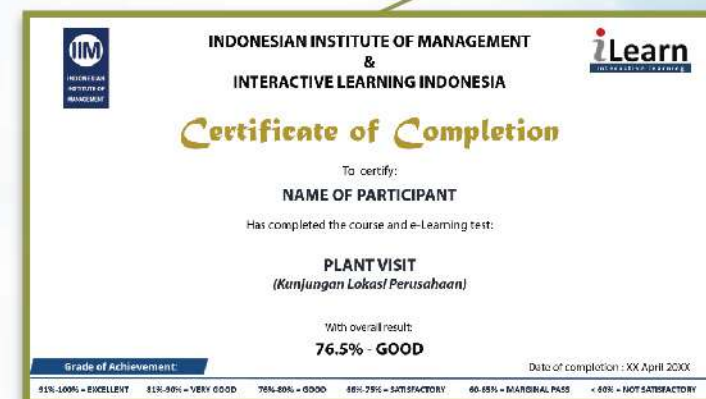 IIM
INDONESIAN
INSTITUTE OF
MANAGEMENT
INDONESIAN INSTITUTE OF MANAGEMENT
&
INTERACTIVE LEARNING INDONESIA
iLearn
interactive learning
Certificate of Completion
To certify:
NAME OF PARTICIPANT
Has completed the course and e-Learning test:
PLANT VISIT
(Kunjungan Lokasi Perusahaan)
With overall result:
76.5% - GOOD
Grade of Achievement:
Date of completion : XX April 20XX
91%-100% = EXCELLENT 81%-90% = VERY GOOD 76%-80% = GOOD 66%-75% = SATISFACTORY 60-65% = MARGINAL PASS < 60% = NOT SATISFACTORY